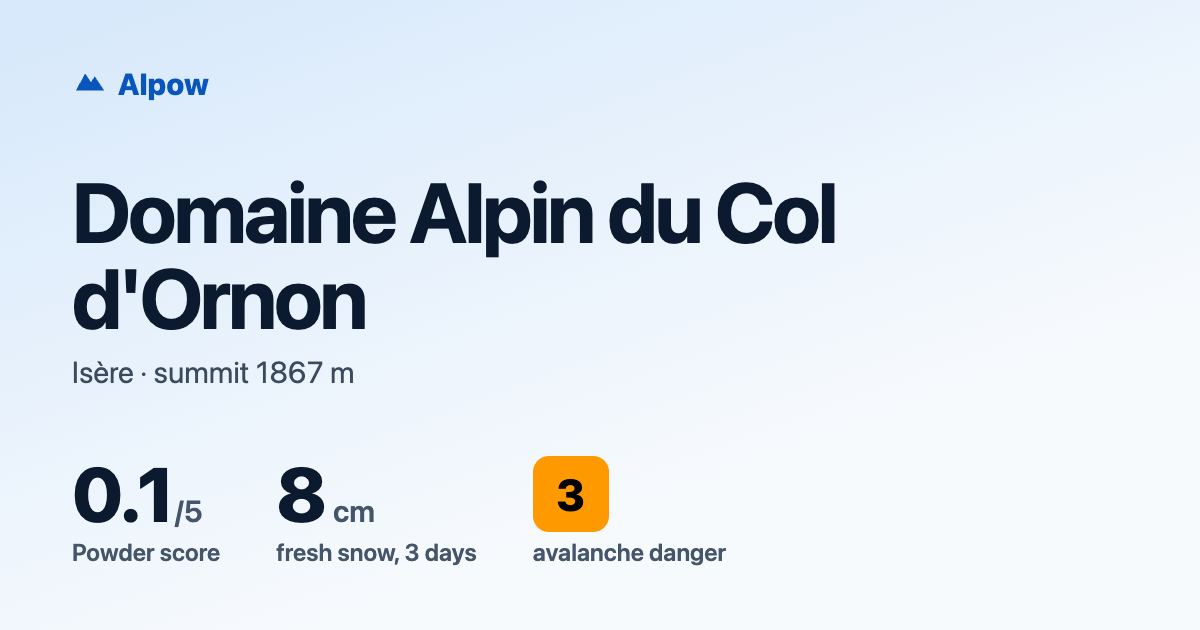 Alpow
Domaine Alpin du Col
d'Ornon
Isère · summit 1867 m
0.1/5
Powder score
8 cm
fresh snow, 3 days
3
avalanche danger